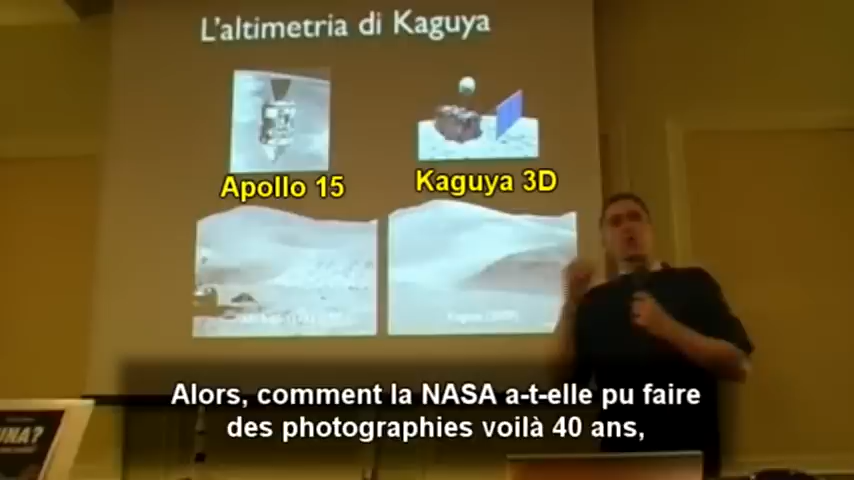 L'altimetria di Kaguya
Apollo 15
Kaguya 3D
Alors, comment la NASA a-t-elle pu faire
des photographies voilà 40 ans,
UNA?